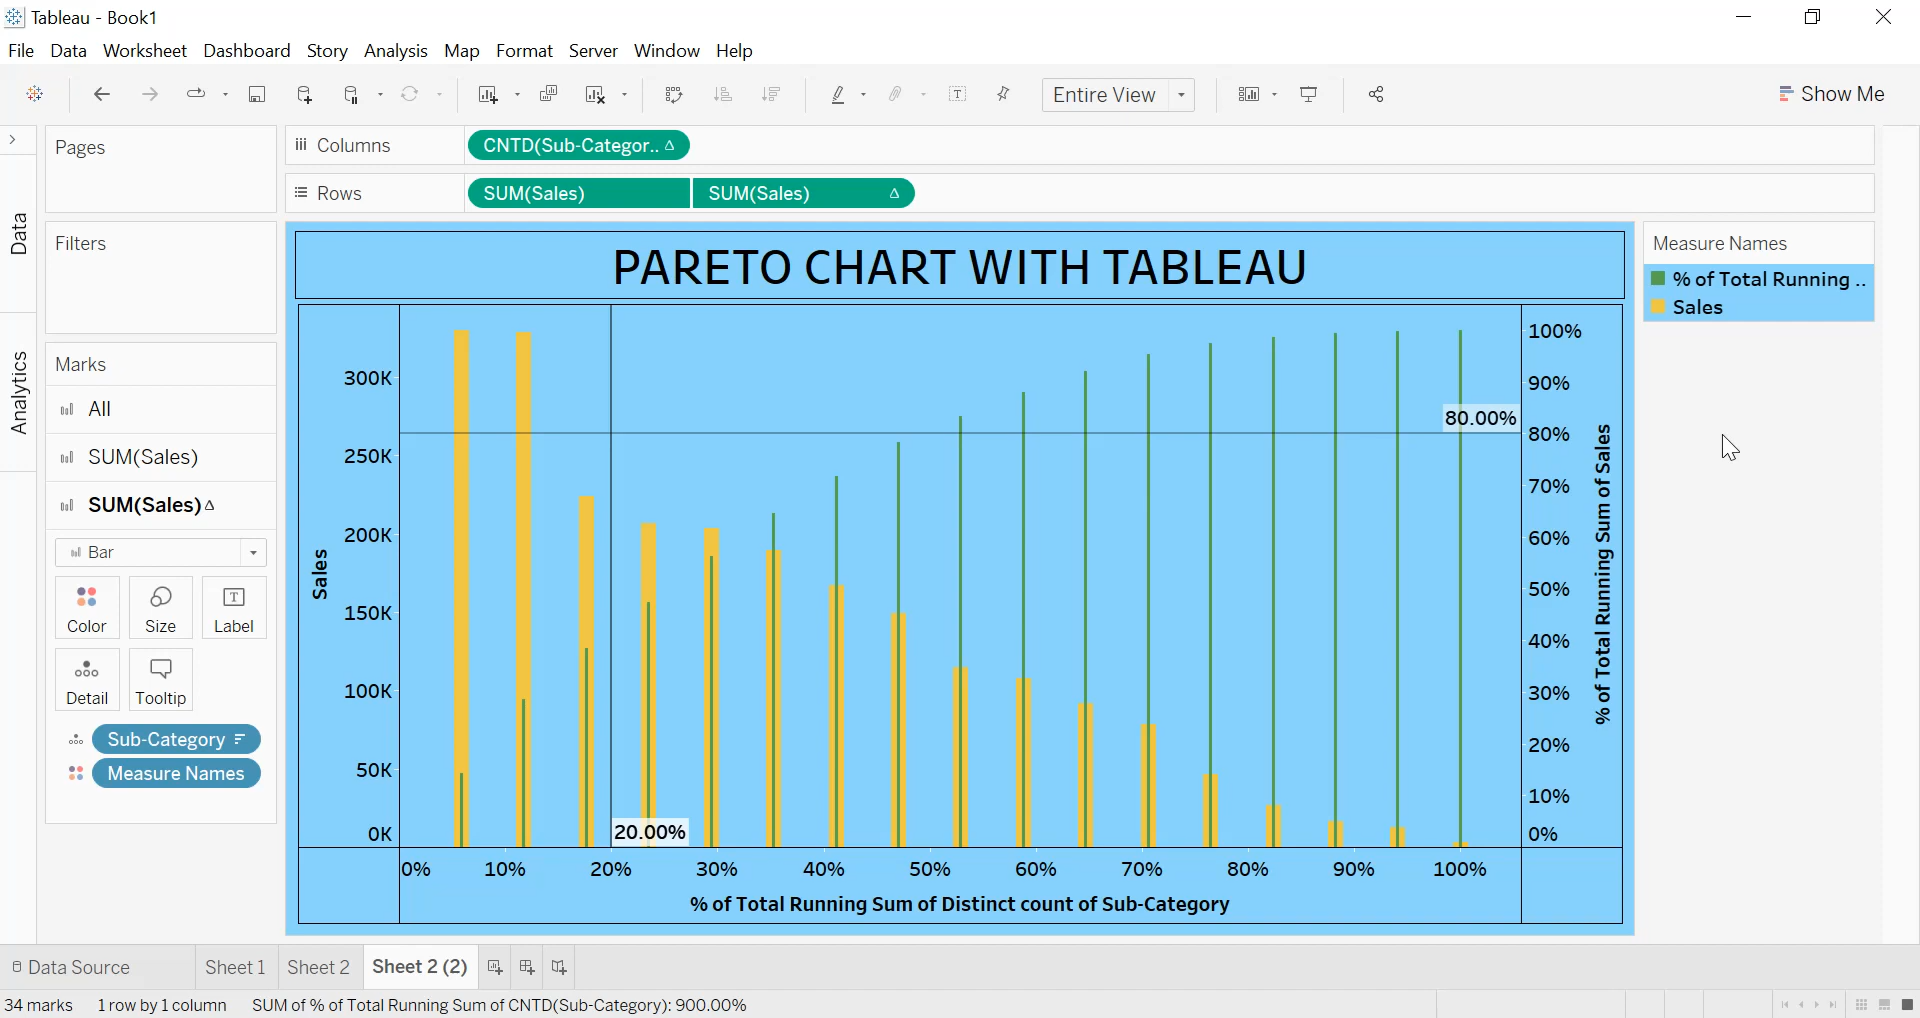 Tableau - Book1
File Data Worksheet Dashboard Story Analysis Map Format Server Window Help
Entire View
Show Me
Pages
Columns
CNTD(Sub-Categor.. Δ
Rows
SUM(Sales)
SUM(Sales) Δ
Data
Analytics
Filters
Marks
All
SUM(Sales)
SUM(Sales) Δ
Bar
Color
Size
Label
Detail
Tooltip
Sub-Category
Measure Names
PARETO CHART WITH TABLEAU
Sales
300K
250K
200K
150K
100K
50K
0K
80.00%
20.00%
100%
90%
80%
70%
60%
50%
40%
30%
20%
10%
0%
% of Total Running Sum of Sales
0% 10% 20% 30% 40% 50% 60% 70% 80% 90% 100%
% of Total Running Sum of Distinct count of Sub-Category
Measure Names
% of Total Running ..
Sales
Data Source
Sheet 1
Sheet 2
Sheet 2 (2)
34 marks 1 row by 1 column SUM of % of Total Running Sum of CNTD(Sub-Category): 900.00%